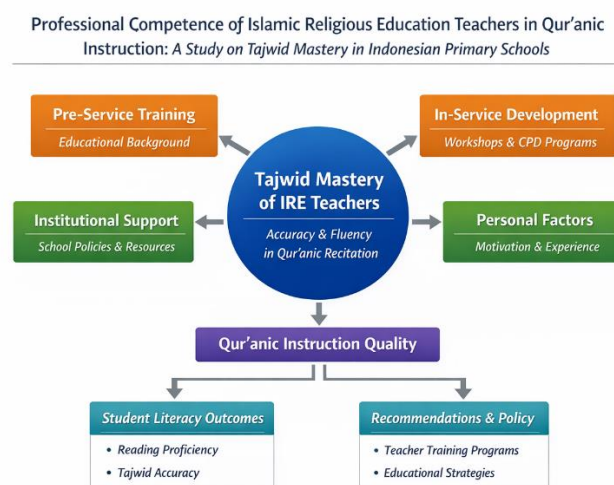 Professional Competence of Islamic Religious Education Teachers in Qur'anic
Instruction: A Study on Tajwid Mastery in Indonesian Primary Schools
Pre-Service Training
Educational Background
In-Service Development
Workshops & CPD Programs
Tajwid Mastery
of IRE Teachers
Accuracy & Fluency
in Qur'anic Recitation
Institutional Support
School Policies & Resources
Personal Factors
Motivation & Experience
Qur'anic Instruction Quality
Student Literacy Outcomes
• Reading Proficiency
• Tajwid Accuracy
Recommendations & Policy
• Teacher Training Programs
• Educational Strategies